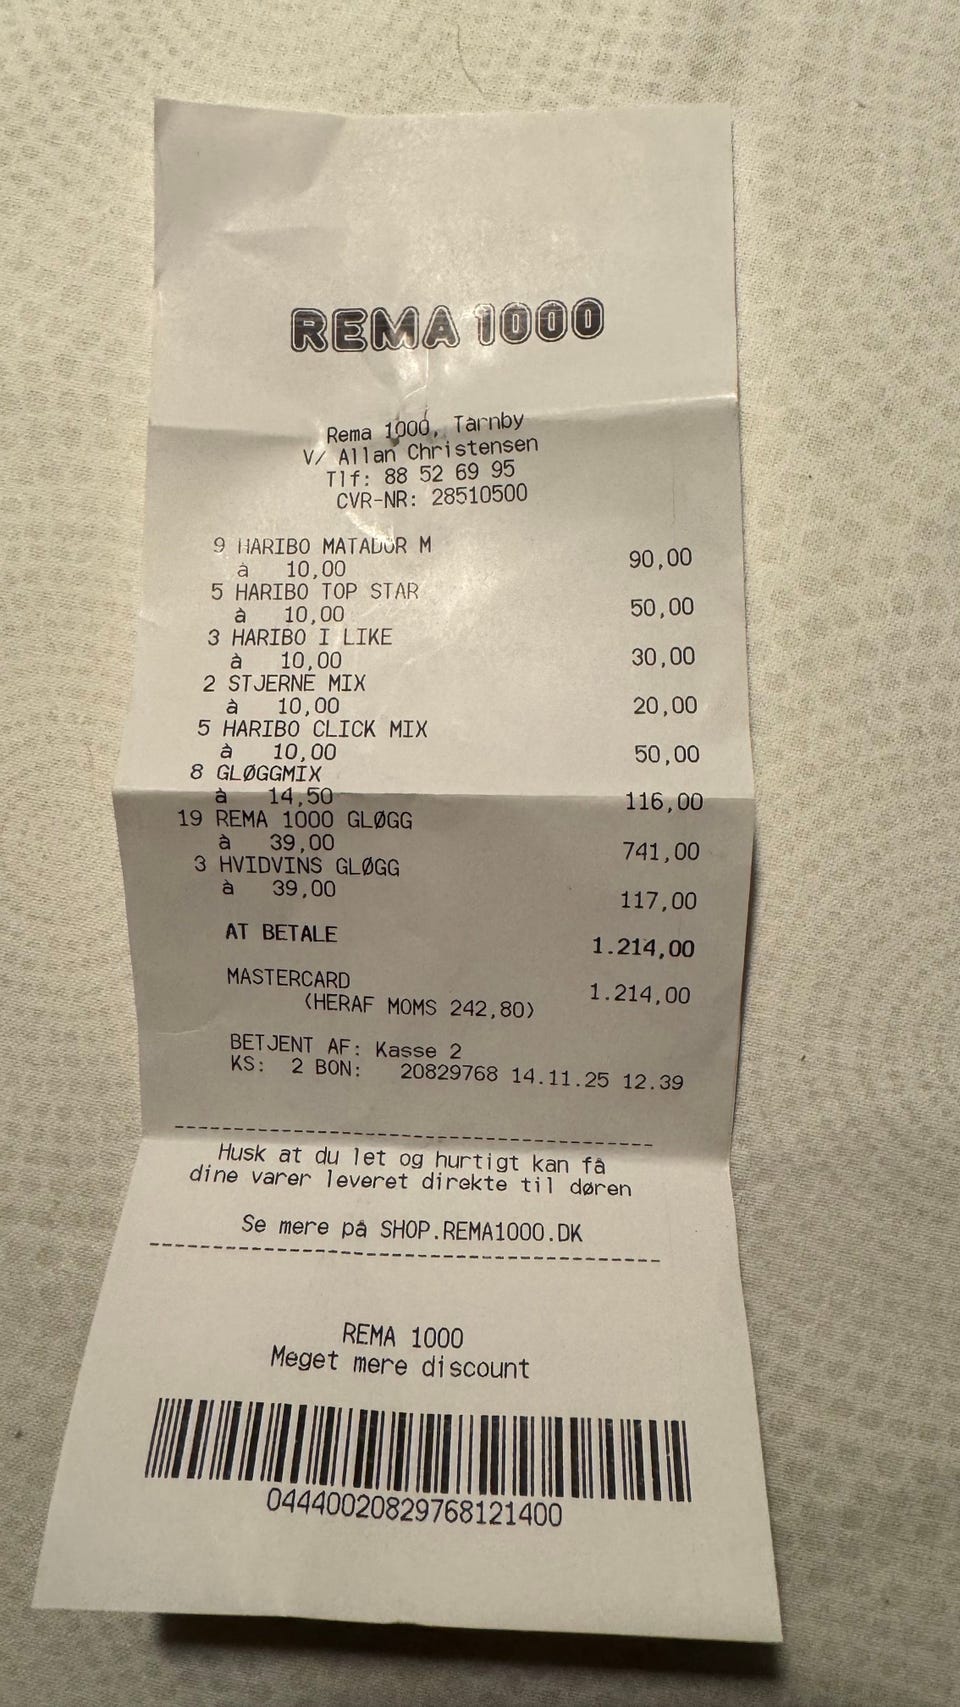 REMA 1000
Rema 1000, Tårnby
V/ Allan Christensen
Tlf: 88 52 69 95
CVR-NR: 28510500
9 HARIBO MATADOR M
à 10,00 90,00
5 HARIBO TOP STAR
à 10,00 50,00
3 HARIBO I LIKE
à 10,00 30,00
2 STJERNE MIX
à 10,00 20,00
5 HARIBO CLICK MIX
à 10,00 50,00
8 GLØGGMIX
à 14,50 116,00
19 REMA 1000 GLØGG
à 39,00 741,00
3 HVIDVINS GLØGG
à 39,00 117,00
AT BETALE 1.214,00
MASTERCARD 1.214,00
(HERAF MOMS 242,80)
BETJENT AF: Kasse 2
KS: 2 BON: 20829768 14.11.25 12.39
Husk at du let og hurtigt kan få
dine varer leveret direkte til døren
Se mere på SHOP.REMA1000.DK
REMA 1000
Meget mere discount
04440020829768121400